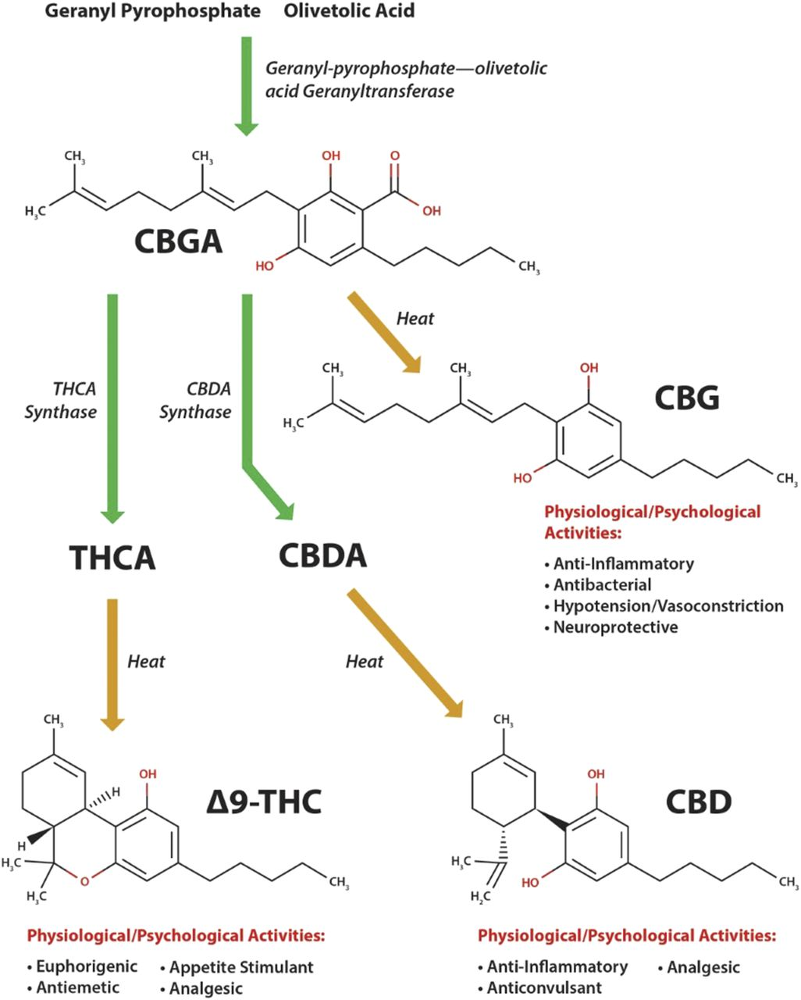 Geranyl Pyrophosphate Olivetolic Acid
Geranyl-pyrophosphate—olivetolic
acid Geranyltransferase
CH₃ CH₃ OH O
H₃C OH
CBGA
HO CH₃
Heat
THCA
Synthase
CBDA
Synthase
CH₃ CH₃ OH
CBG
H₃C
HO CH₃
Physiological/Psychological
Activities:
• Anti-Inflammatory
• Antibacterial
• Hypotension/Vasoconstriction
• Neuroprotective
THCA CBDA
Heat Heat
CH₃
OH
H
Δ9-THC
H
H₃C
O
H₃C
CH₃
Physiological/Psychological Activities:
• Euphorigenic • Appetite Stimulant
• Antiemetic • Analgesic
CH₃
OH
CBD
H₃C
HO
H₂C
CH₃
Physiological/Psychological Activities:
• Anti-Inflammatory • Analgesic
• Anticonvulsant